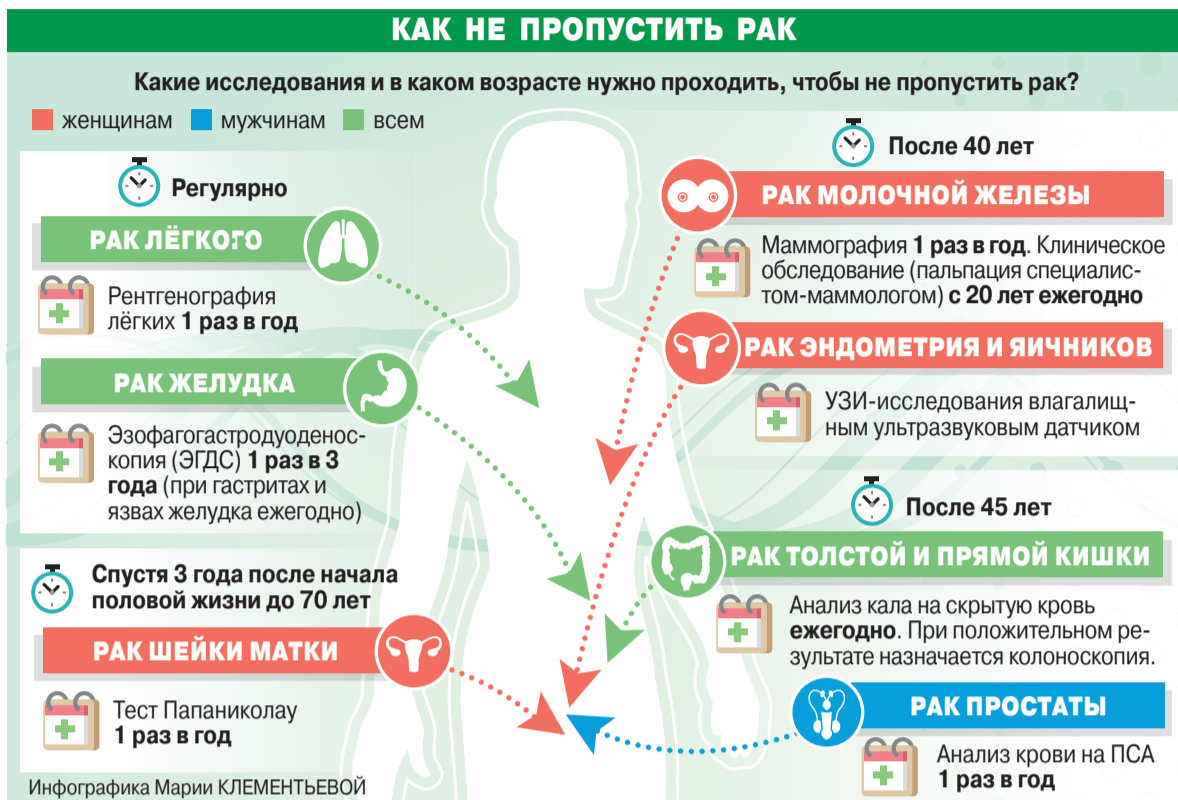 КАК НЕ ПРОПУСТИТЬ РАК
Какие исследования и в каком возрасте нужно проходить, чтобы не пропустить рак?
женщинам мужчинам всем
Регулярно
РАК ЛЁГКОГО
Рентгенография
лёгких 1 раз в год
РАК ЖЕЛУДКА
Эзофагогастродуоденос-
копия (ЭГДС) 1 раз в 3
года (при гастритах и
язвах желудка ежегодно)
Спустя 3 года после начала
половой жизни до 70 лет
РАК ШЕЙКИ МАТКИ
Тест Папаниколау
1 раз в год
После 40 лет
РАК МОЛОЧНОЙ ЖЕЛЕЗЫ
Маммография 1 раз в год. Клиническое
обследование (пальпация специалис-
том-маммологом) с 20 лет ежегодно
РАК ЭНДОМЕТРИЯ И ЯИЧНИКОВ
УЗИ-исследования влагалищ-
ным ультразвуковым датчиком
После 45 лет
РАК ТОЛСТОЙ И ПРЯМОЙ КИШКИ
Анализ кала на скрытую кровь
ежегодно. При положительном ре-
зультате назначается колоноскопия.
РАК ПРОСТАТЫ
Анализ крови на ПСА
1 раз в год
Инфографика Марии КЛЕМЕНТЬЕВОЙ